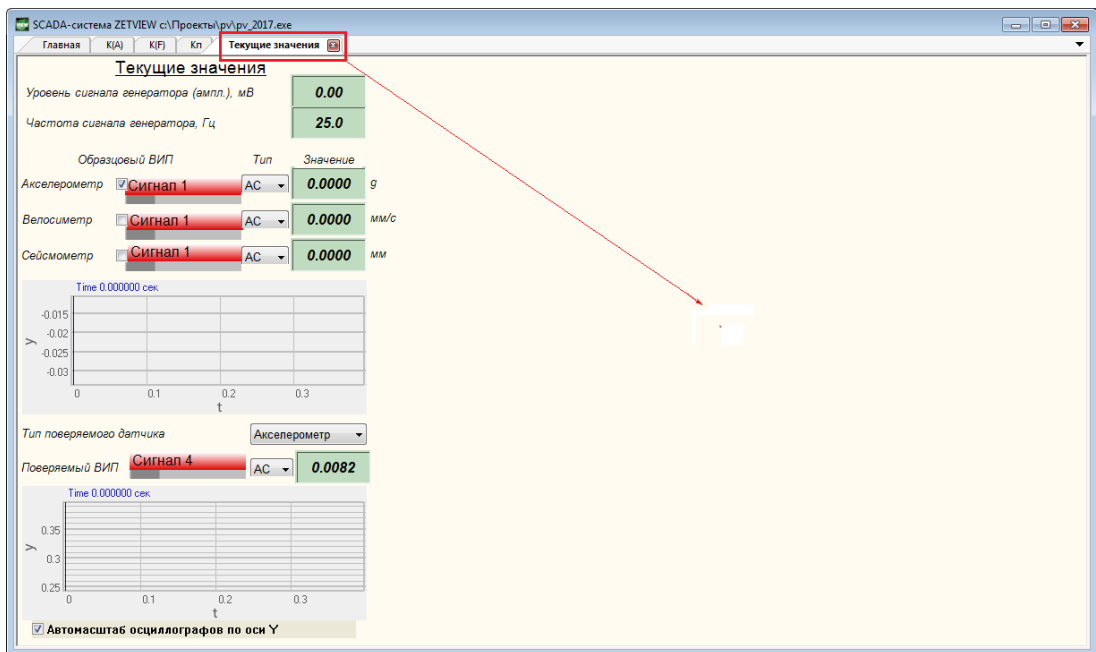 SCADA-система ZETVIEW c:\Проекты\pv\pv_2017.exe
Главная K(A) K(F) Кп Текущие значения
Текущие значения
Уровень сигнала генератора (ампл.), мВ 0.00
Частота сигнала генератора, Гц 25.0
Образцовый ВИП Тип Значение
Акселерометр Сигнал 1 AC 0.0000 g
Велосиметр Сигнал 1 AC 0.0000 мм/с
Сейсмометр Сигнал 1 AC 0.0000 мм
Time 0.000000 сек
-0.015
-0.02
y
-0.025
-0.03
0 0.1 0.2 0.3
t
Тип поверяемого датчика Акселерометр
Поверяемый ВИП Сигнал 4 AC 0.0082
Time 0.000000 сек
0.35
y
0.3
0.25
0 0.1 0.2 0.3
t
Автомасштаб осциллографов по оси Y